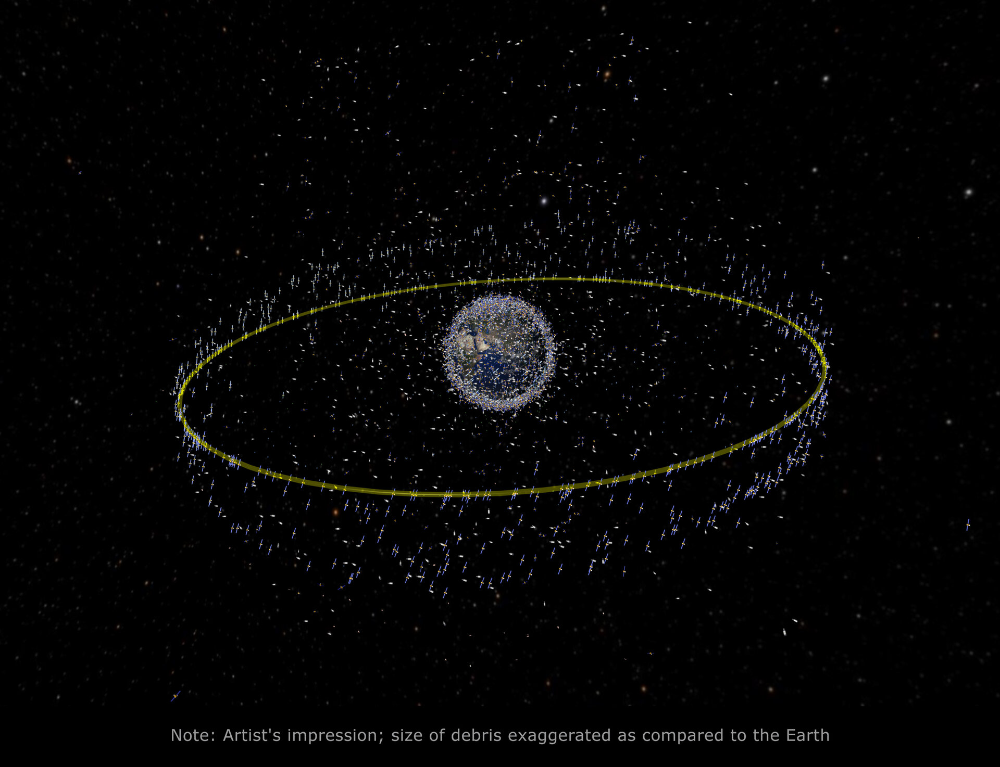 Note: Artist's impression; size of debris exaggerated as compared to the Earth